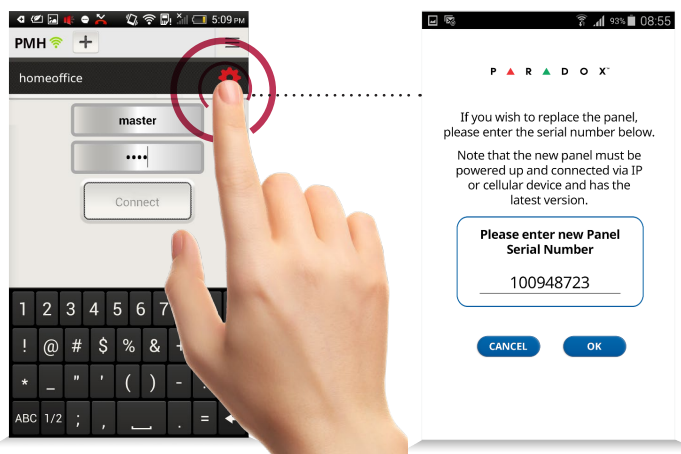 5:09 PM
PMH
homeoffice
master
••••
Connect
1 2 3 4 5 6 7
! @ # $ % &
* _ " ' ( ) -
ABC 1/2 ; , . =
93% 08:55
PARADOX™
If you wish to replace the panel,
please enter the serial number below.
Note that the new panel must be
powered up and connected via IP
or cellular device and has the
latest version.
Please enter new Panel
Serial Number
100948723
CANCEL OK